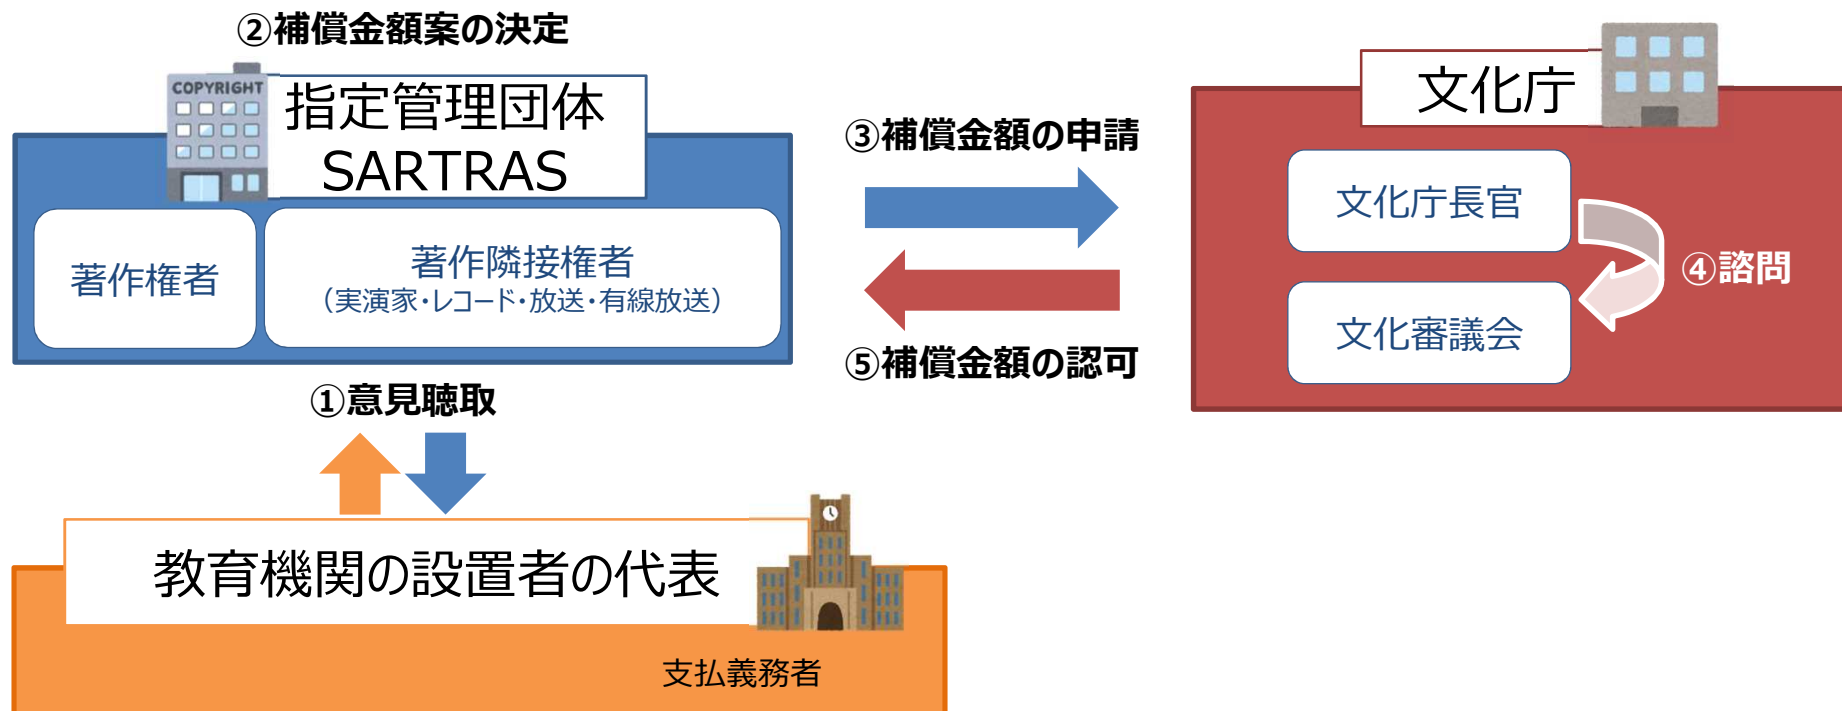 ②補償金額案の決定
COPYRIGHT
指定管理団体
SARTRAS
著作権者
著作隣接権者
（実演家・レコード・放送・有線放送）
③補償金額の申請
⑤補償金額の認可
文化庁
文化庁長官
④諮問
文化審議会
①意見聴取
教育機関の設置者の代表
支払義務者